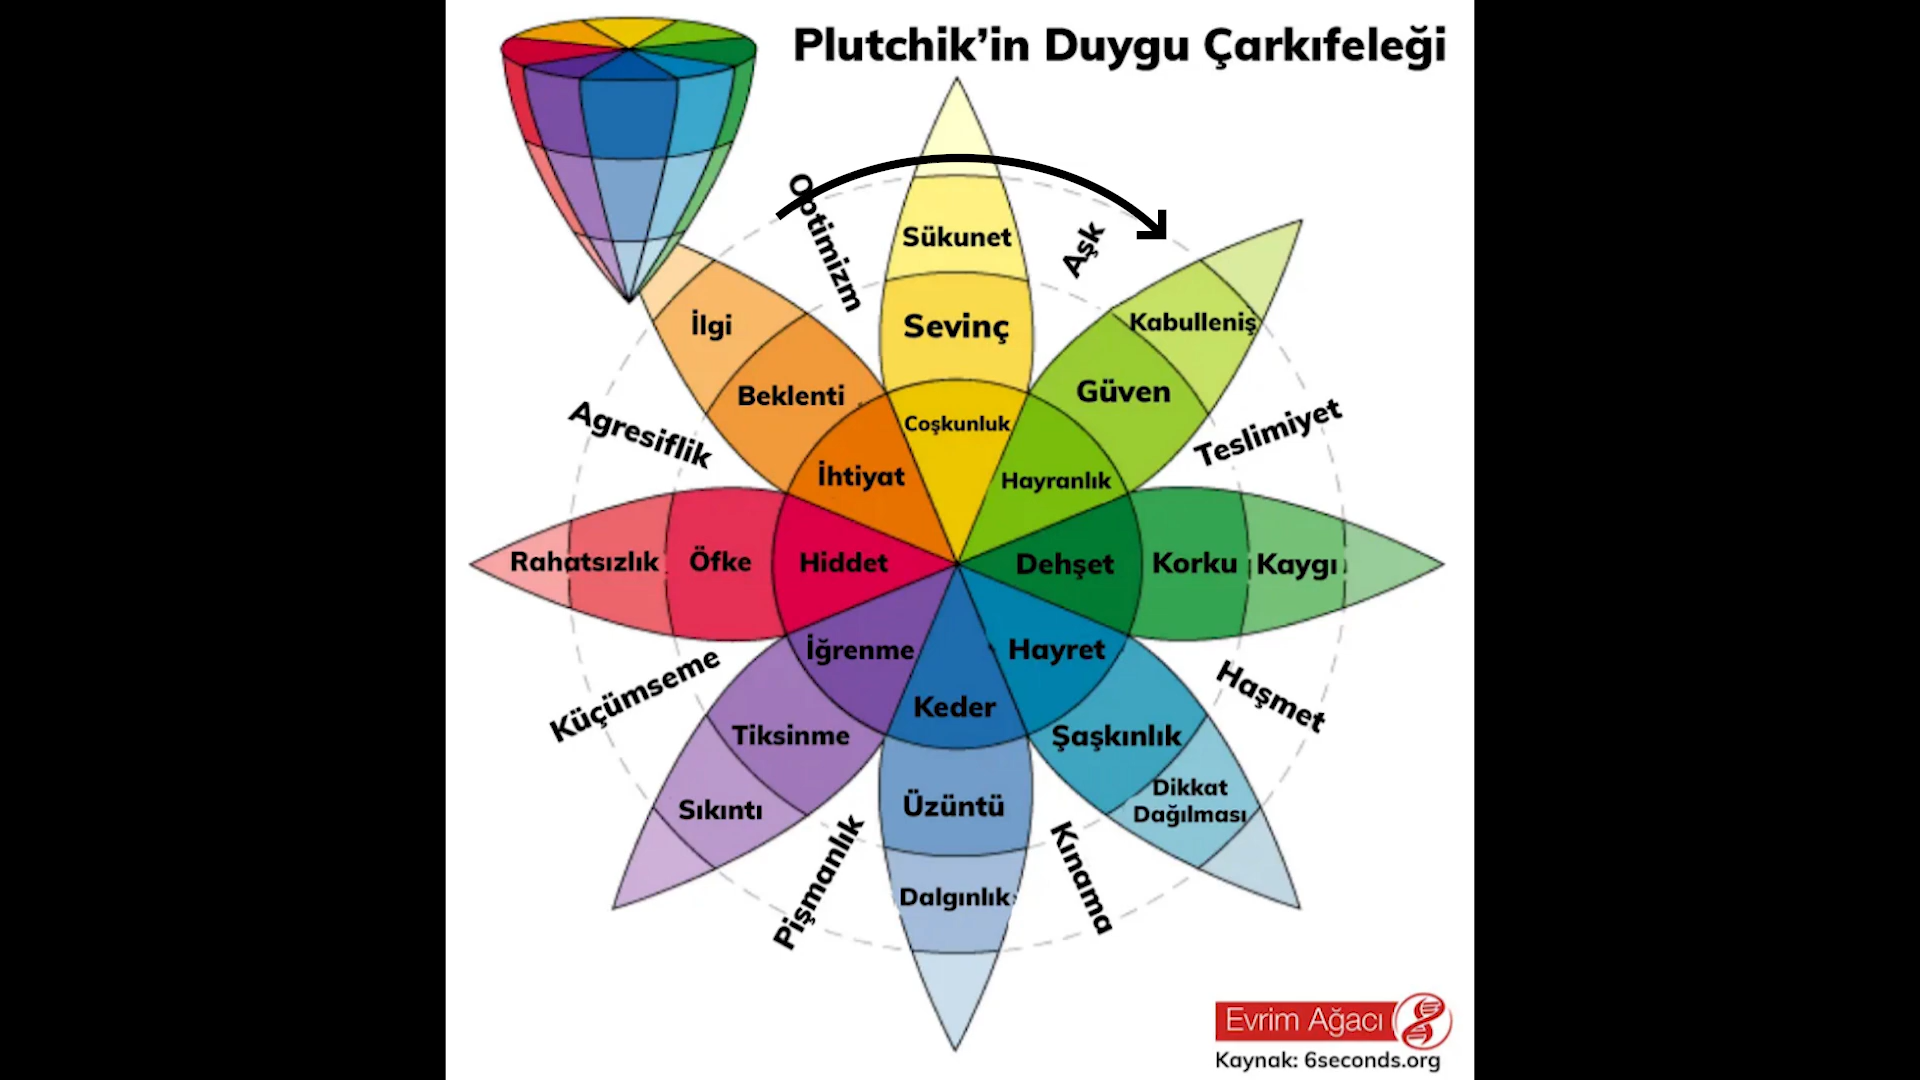 Plutchik’in Duygu Çarkıfeleği
Optimizm
Sükunet
Aşk
İlgi
Sevinç
Kabulleniş
Beklenti
Güven
Agresiflik
Coşkunluk
Teslimiyet
İhtiyat
Hayranlık
Rahatsızlık
Öfke
Hiddet
Dehşet
Korku
Kaygı
İğrenme
Hayret
Küçümseme
Keder
Haşmet
Tiksinme
Şaşkınlık
Sıkıntı
Üzüntü
Dikkat
Dağılması
Pişmanlık
Dalgınlık
Kınama
Evrim Ağacı
Kaynak: 6seconds.org